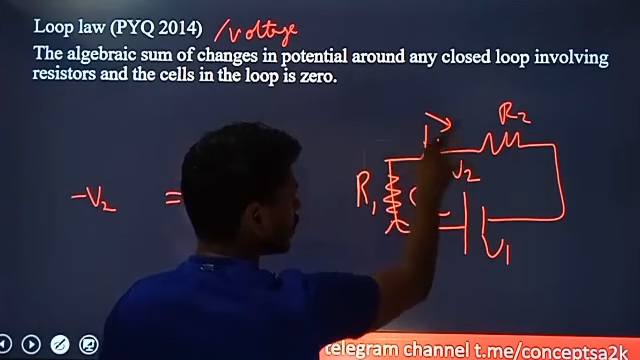 Loop law (PYQ 2014) /voltage
The algebraic sum of changes in potential around any closed loop involving
resistors and the cells in the loop is zero.
R2
V2
R1
-V2 =
V1
telegram channel t.me/conceptsa2k